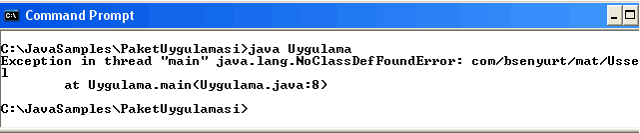 Command Prompt
C:\JavaSamples\PaketUygulamasi>java Uygulama
Exception in thread "main" java.lang.NoClassDefFoundError: com/bsenyurt/mat/Usse
l
at Uygulama.main(Uygulama.java:8)
C:\JavaSamples\PaketUygulamasi>